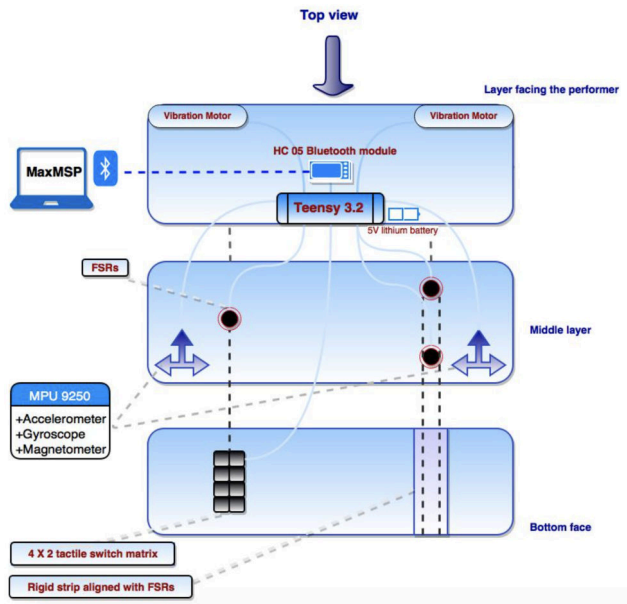 Top view
Layer facing the performer
Vibration Motor
Vibration Motor
HC 05 Bluetooth module
MaxMSP
Teensy 3.2
5V lithium battery
FSRs
Middle layer
MPU 9250
+Accelerometer
+Gyroscope
+Magnetometer
Bottom face
4 X 2 tactile switch matrix
Rigid strip aligned with FSRs